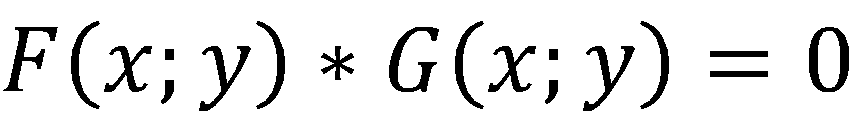 F(x; y) * G(x; y) = 0